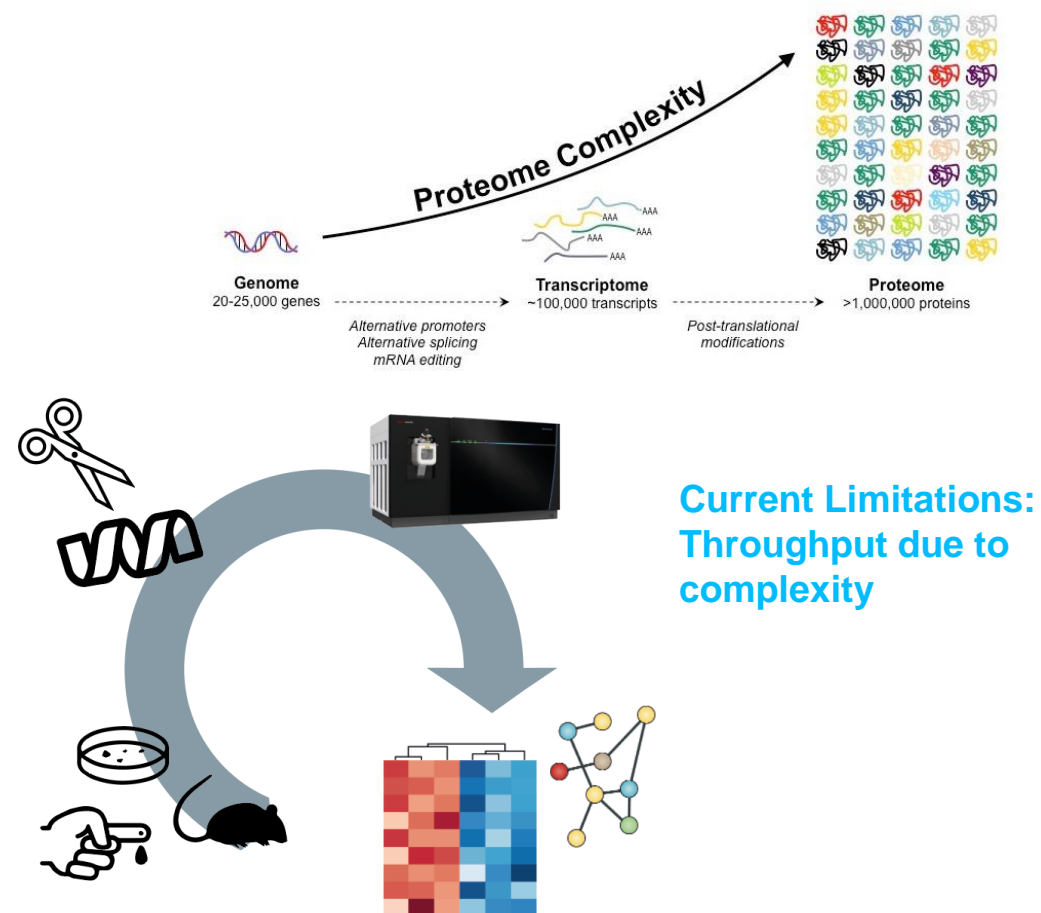 Proteome Complexity
AAA
AAA
AAA
AAA
Genome
20-25,000 genes
Transcriptome
~100,000 transcripts
Proteome
>1,000,000 proteins
Alternative promoters
Alternative splicing
mRNA editing
Post-translational
modifications
Current Limitations:
Throughput due to
complexity